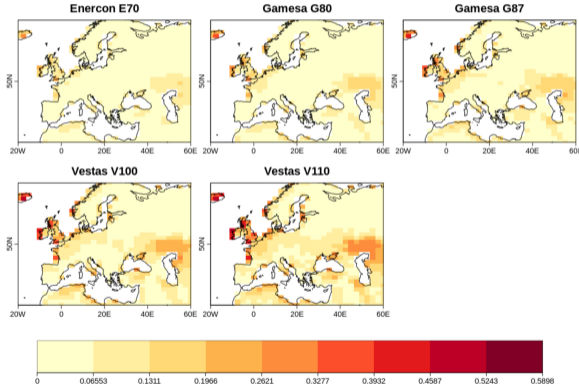 Enercon E70 Gamesa G80 Gamesa G87
50N 50N 50N
20W 0 20E 40E 60E 20W 0 20E 40E 60E 20W 0 20E 40E 60E
Vestas V100 Vestas V110
50N 50N
20W 0 20E 40E 60E 20W 0 20E 40E 60E
0 0.06553 0.1311 0.1966 0.2621 0.3277 0.3932 0.4587 0.5243 0.5898